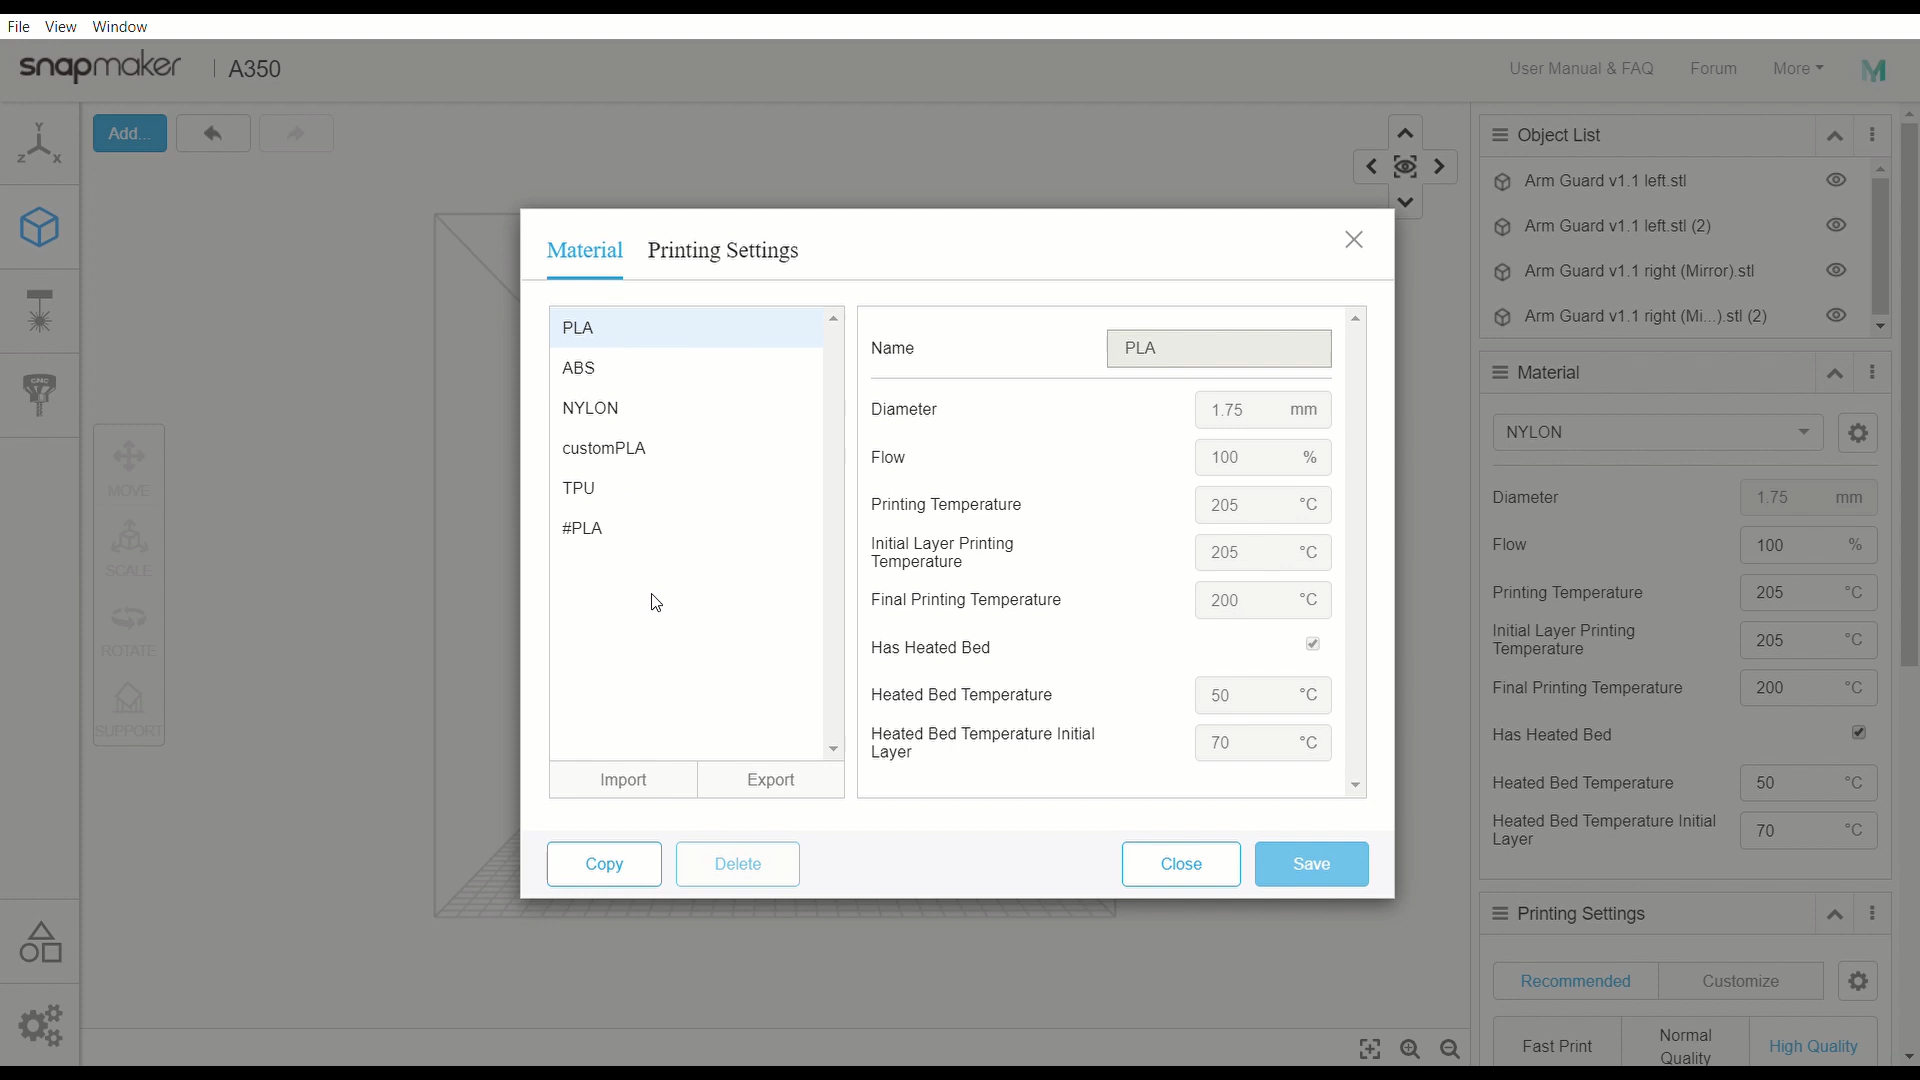 File View Window
snapmaker | A350
User Manual & FAQ Forum More
Add...
Y
Z X
CNC
MOVE
SCALE
ROTATE
SUPPORT
Material Printing Settings
PLA
ABS
NYLON
customPLA
TPU
#PLA
Import Export
Name PLA
Diameter 1.75 mm
Flow 100 %
Printing Temperature 205 °C
Initial Layer Printing
Temperature 205 °C
Final Printing Temperature 200 °C
Has Heated Bed
Heated Bed Temperature 50 °C
Heated Bed Temperature Initial
Layer 70 °C
Copy Delete Close Save
Object List
Arm Guard v1.1 left.stl
Arm Guard v1.1 left.stl (2)
Arm Guard v1.1 right (Mirror).stl
Arm Guard v1.1 right (Mi...).stl (2)
Material
NYLON
Diameter 1.75 mm
Flow 100 %
Printing Temperature 205 °C
Initial Layer Printing
Temperature 205 °C
Final Printing Temperature 200 °C
Has Heated Bed
Heated Bed Temperature 50 °C
Heated Bed Temperature Initial
Layer 70 °C
Printing Settings
Recommended Customize
Fast Print Normal
Quality High Quality